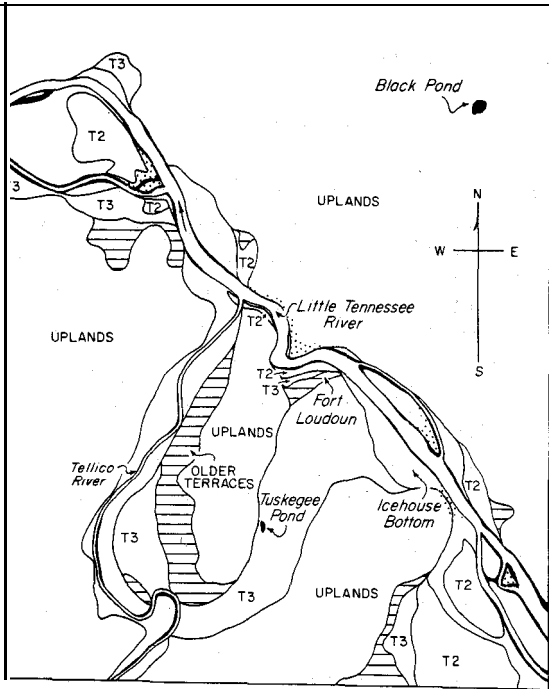 T3
Black Pond
T2
T3
T3
T2
UPLANDS
N
W
E
S
T2
Little Tennessee
River
T2
UPLANDS
T2
T3
Fort
Loudoun
UPLANDS
Tellico
River
OLDER
TERRACES
Tuskegee
Pond
Icehouse
Bottom
T2
T3
T3
UPLANDS
T2
T3
T2